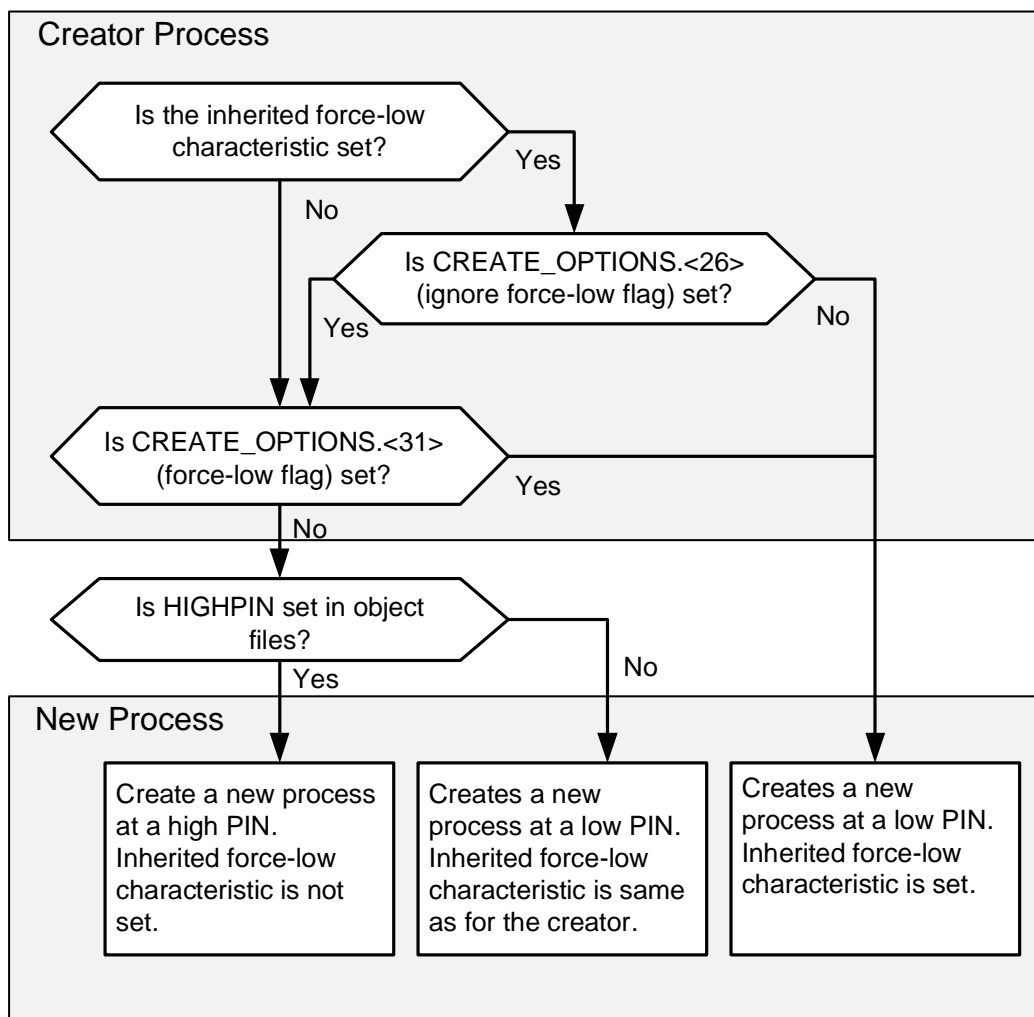 Creator Process
Is the inherited force-low
characteristic set?
Yes
No
Is CREATE_OPTIONS.<26>
(ignore force-low flag) set?
Yes
No
Is CREATE_OPTIONS.<31>
(force-low flag) set?
Yes
No
Is HIGHPIN set in object
files?
Yes
No
New Process
Create a new process
at a high PIN.
Inherited force-low
characteristic is not
set.
Creates a new
process at a low PIN.
Inherited force-low
characteristic is same
as for the creator.
Creates a new
process at a low PIN.
Inherited force-low
characteristic is set.